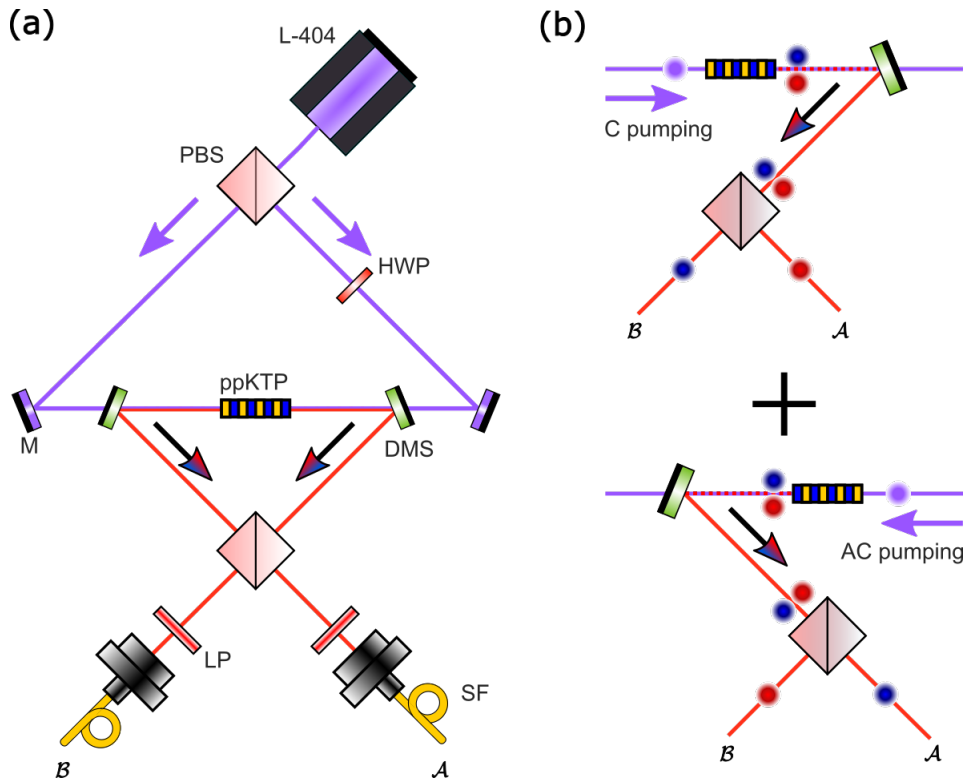 (a)
L-404
PBS
HWP
ppKTP
M
DMS
LP
SF
ℬ
𝒜
(b)
C pumping
ℬ
𝒜
+
AC pumping
ℬ
𝒜